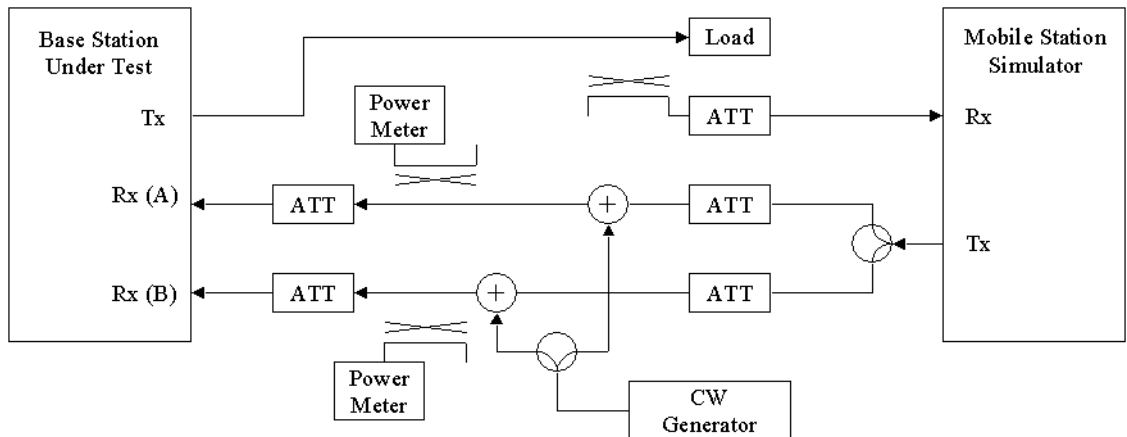 Base Station
Under Test
Tx
Rx (A)
Rx (B)
Load
Power
Meter
ATT
ATT
+
ATT
ATT
+
ATT
Power
Meter
CW
Generator
Mobile Station
Simulator
Rx
Tx